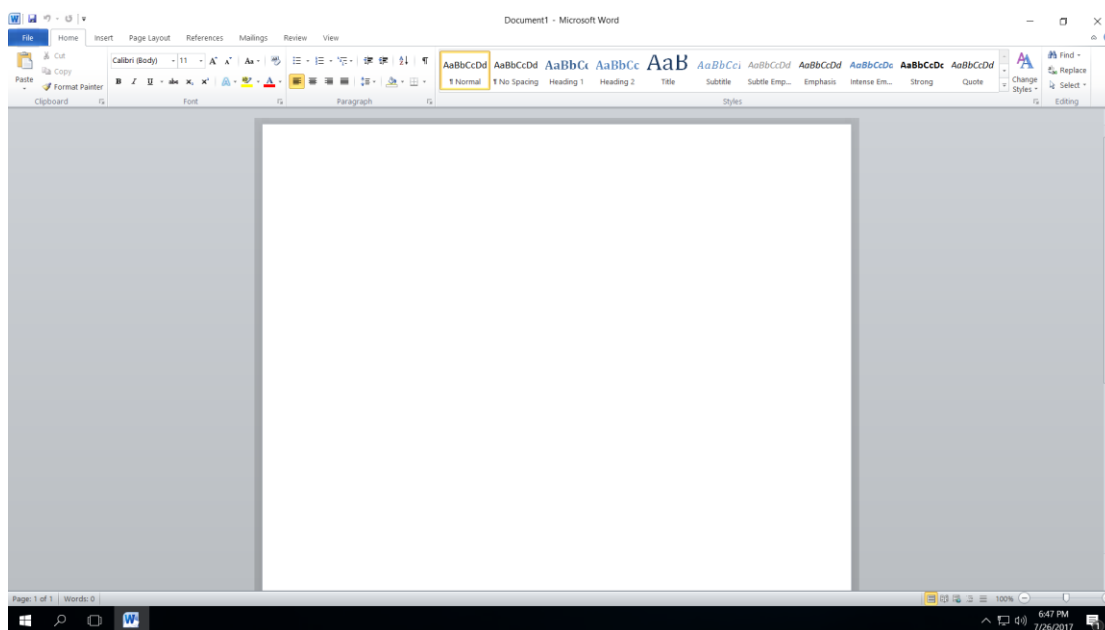 Document1 - Microsoft Word
File Home Insert Page Layout References Mailings Review View
Paste
Cut
Copy
Format Painter
Clipboard
Calibri (Body) 11
Font
Paragraph
AaBbCcDd AaBbCcDd AaBbCc AaBbCc AaB AaBbCc AaBbCcDd AaBbCcDd AaBbCcDc AaBbCcDc AaBbCcDd
¶ Normal ¶ No Spacing Heading 1 Heading 2 Title Subtitle Subtle Emp... Emphasis Intense Em... Strong Quote
Styles
Change
Styles
Find
Replace
Select
Editing
Page: 1 of 1 Words: 0
100%
6:47 PM
7/26/2017